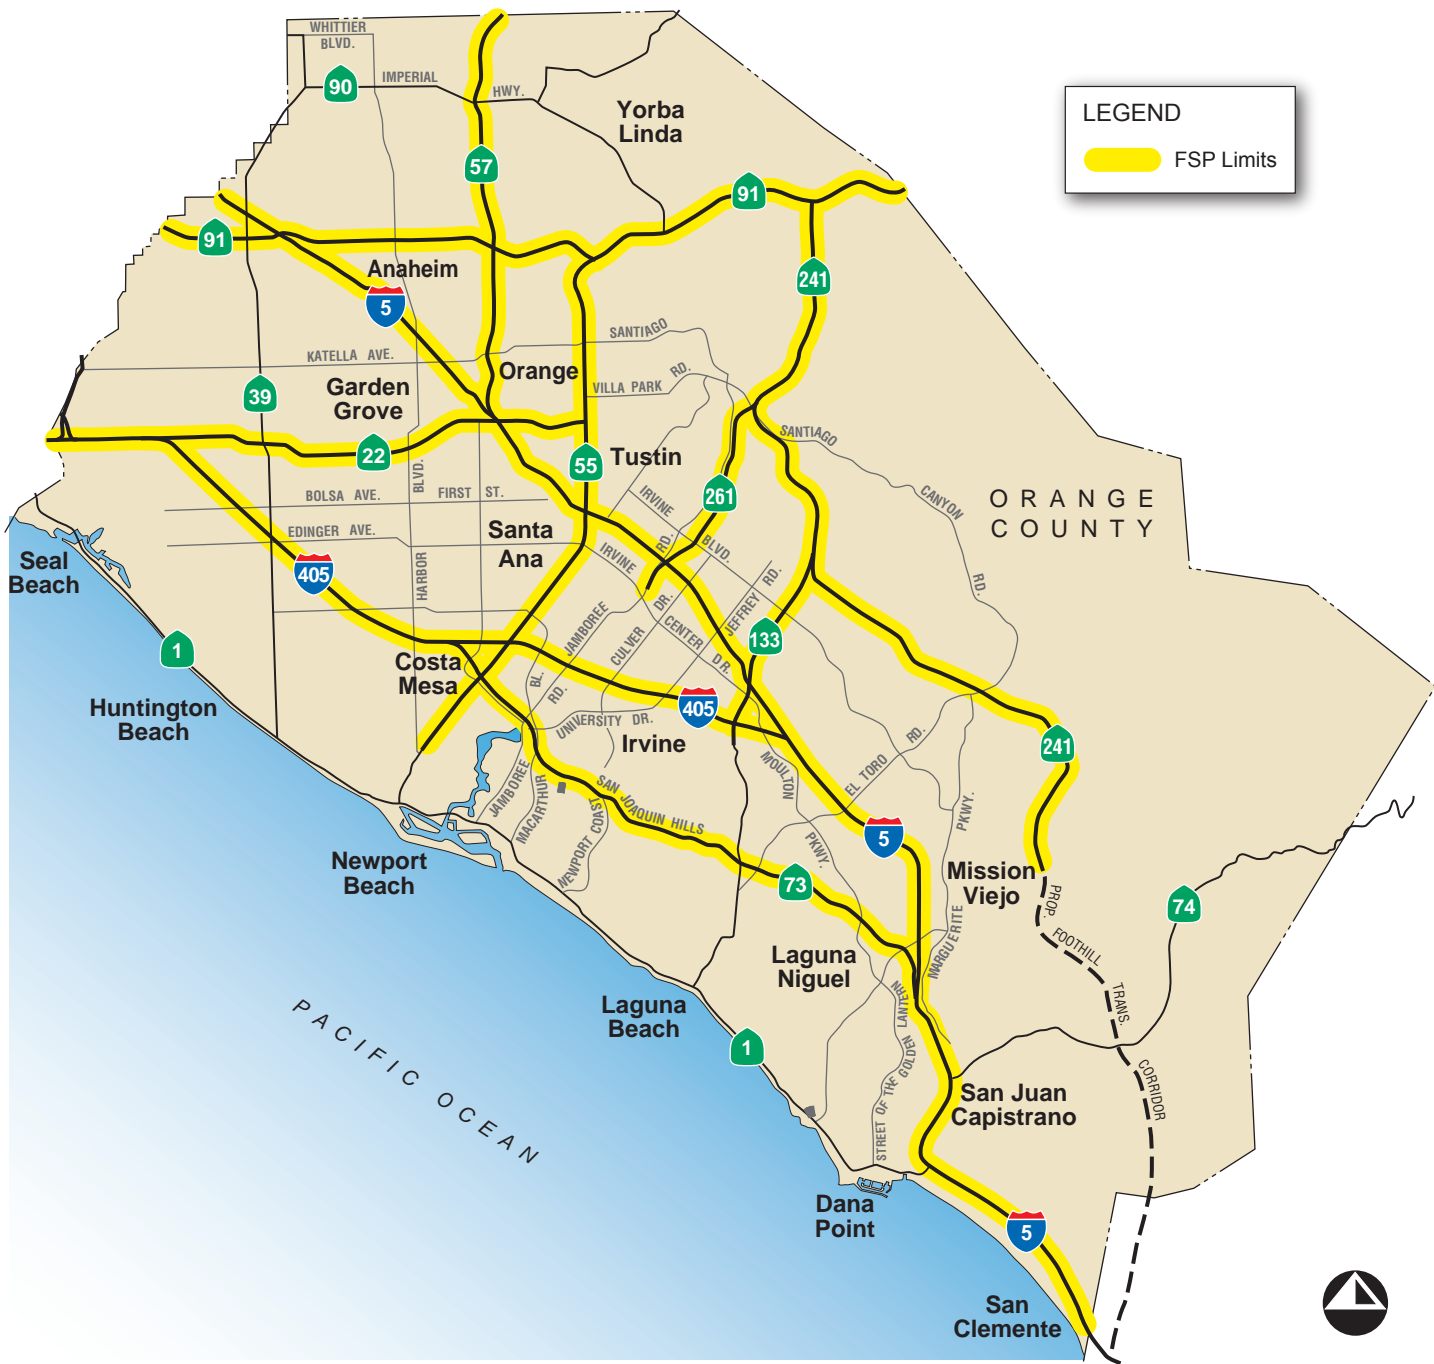 WHITTIER
BLVD.
90
IMPERIAL
HWY.
Yorba
Linda
LEGEND
FSP Limits
57
91
91
Anaheim
5
241
SANTIAGO
KATELLA AVE.
Orange
VILLA PARK
RD.
Garden
Grove
39
22
55
Tustin
SANTIAGO
CANYON
RD.
261
ORANGE
COUNTY
BOLSA AVE.
FIRST ST.
BLVD.
HARBOR
EDINGER AVE.
Santa
Ana
IRVINE
BLVD.
RD.
IRVINE
CENTER
DR.
Seal
Beach
405
JAMBOREE
CULVER
DR.
JEFFREY
RD.
133
1
Costa
Mesa
BL.
RD.
UNIVERSITY DR.
405
Huntington
Beach
Irvine
MOULTON
PKWY.
EL TORO
RD.
241
JAMBOREE
MACARTHUR
NEWPORT COAST
SAN JOAQUIN HILLS
5
PKWY.
MARGUERITE
Newport
Beach
73
Mission
Viejo
PROP.
FOOTHILL
TRANS.
CORRIDOR
74
Laguna
Niguel
STREET OF THE GOLDEN LANTERN
Laguna
Beach
1
PACIFIC OCEAN
San Juan
Capistrano
Dana
Point
5
San
Clemente